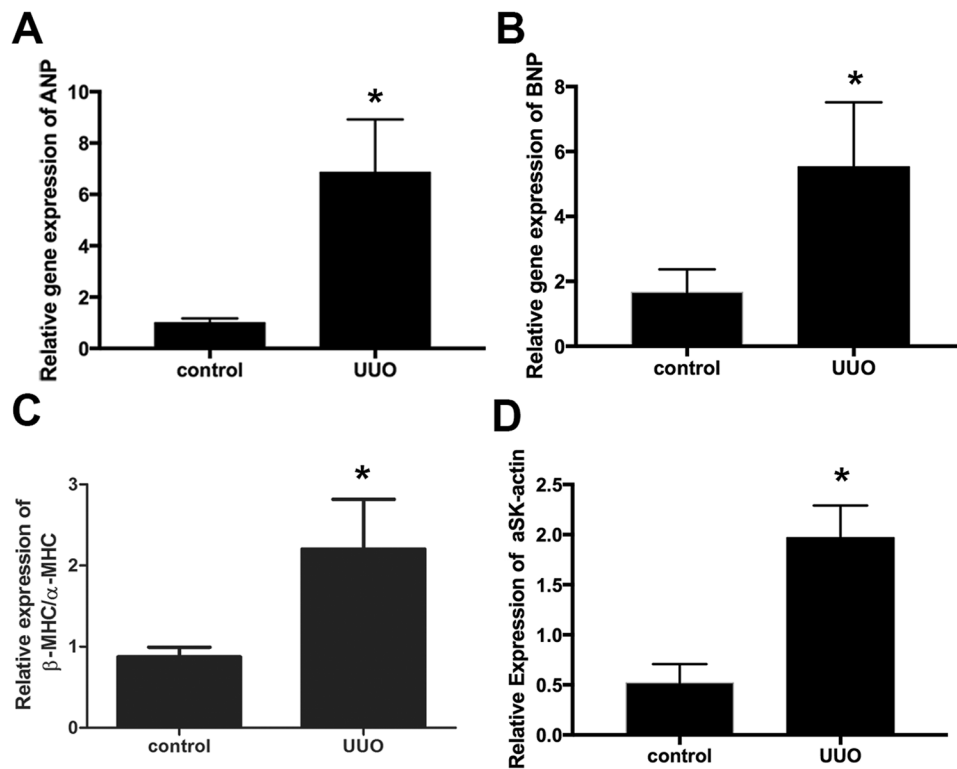 A
Relative gene expression of ANP
10
8
6
4
2
0
*
control
UUO
B
Relative gene expression of BNP
8
6
4
2
0
*
control
UUO
C
Relative expression of
β-MHC/α-MHC
3
2
1
0
*
control
UUO
D
Relative Expression of aSK-actin
2.5
2.0
1.5
1.0
0.5
0.0
*
control
UUO